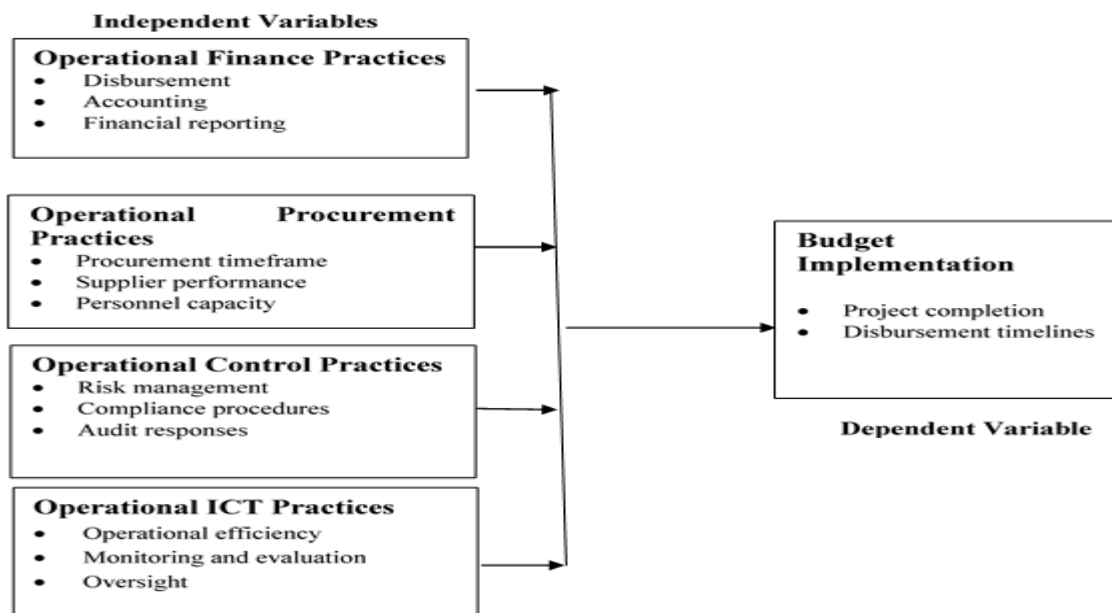 Independent Variables
Operational Finance Practices
• Disbursement
• Accounting
• Financial reporting
Operational Procurement
Practices
• Procurement timeframe
• Supplier performance
• Personnel capacity
Operational Control Practices
• Risk management
• Compliance procedures
• Audit responses
Operational ICT Practices
• Operational efficiency
• Monitoring and evaluation
• Oversight
Budget
Implementation
• Project completion
• Disbursement timelines
Dependent Variable